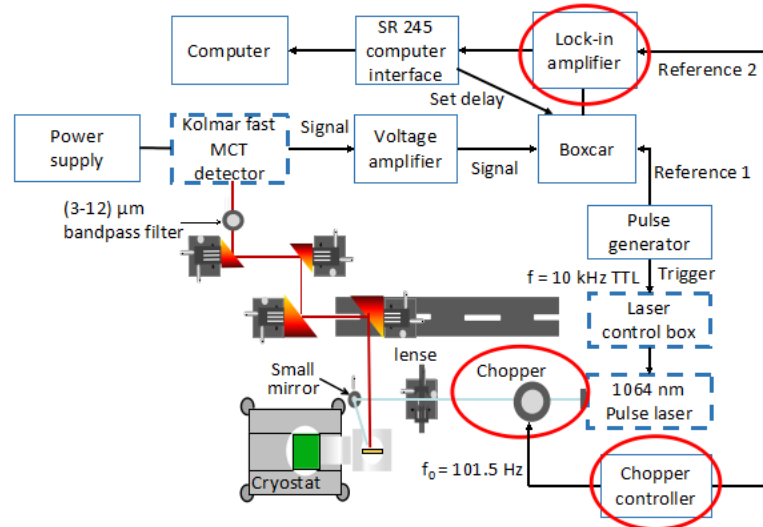 Computer
SR 245
computer
interface
Lock-in
amplifier
Reference 2
Set delay
Power
supply
Kolmar fast
MCT
detector
Signal
Voltage
amplifier
Signal
Boxcar
Reference 1
(3-12) μm
bandpass filter
Pulse
generator
f = 10 kHz TTL
Trigger
Laser
control box
lense
Chopper
Small
mirror
1064 nm
Pulse laser
Cryostat
f₀ = 101.5 Hz
Chopper
controller